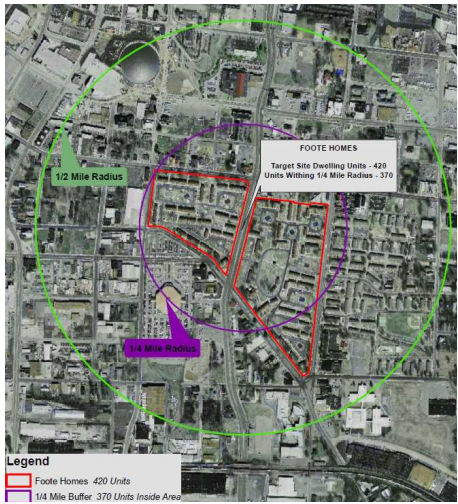 FOOTE HOMES
Target Site Dwelling Units - 420
Units Withing 1/4 Mile Radius - 370
1/2 Mile Radius
1/4 Mile Radius
Legend
Foote Homes 420 Units
1/4 Mile Buffer 370 Units Inside Area